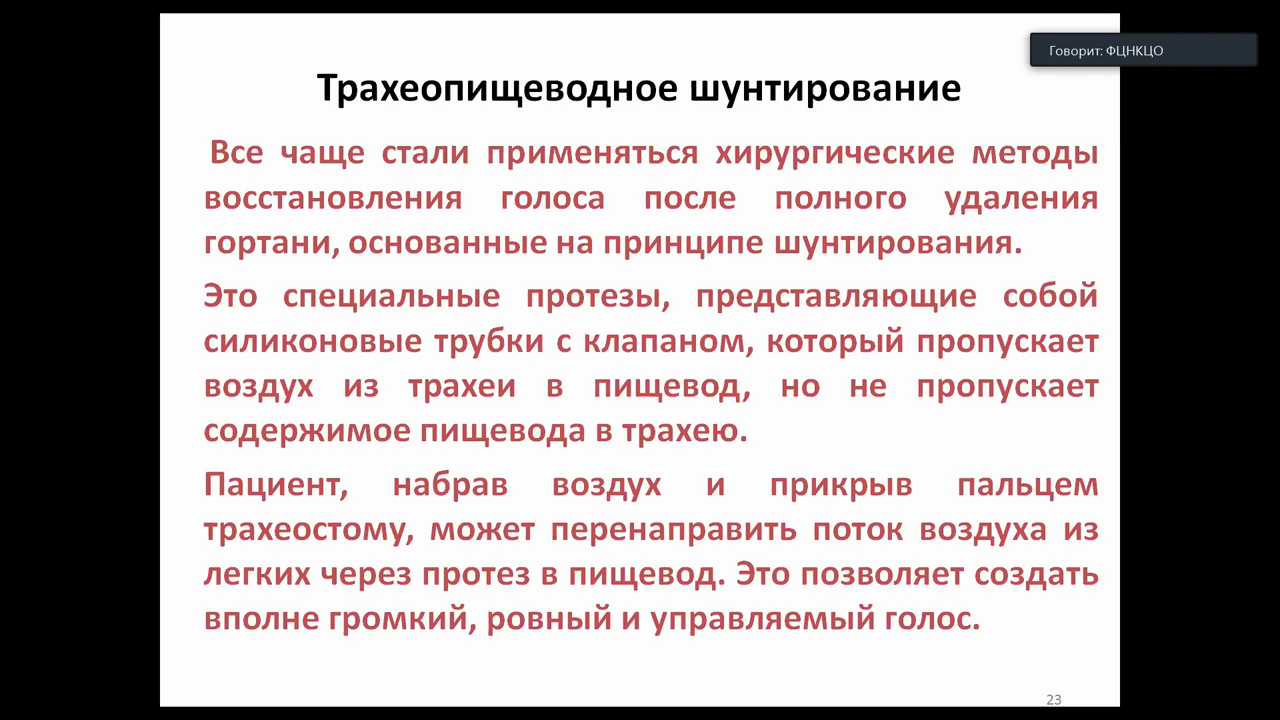 Говорит: ФЦНКЦО
Трахеопищеводное шунтирование
Все чаще стали применяться хирургические методы
восстановления голоса после полного удаления
гортани, основанные на принципе шунтирования.
Это специальные протезы, представляющие собой
силиконовые трубки с клапаном, который пропускает
воздух из трахеи в пищевод, но не пропускает
содержимое пищевода в трахею.
Пациент, набрав воздух и прикрыв пальцем
трахеостому, может перенаправить поток воздуха из
легких через протез в пищевод. Это позволяет создать
вполне громкий, ровный и управляемый голос.
23